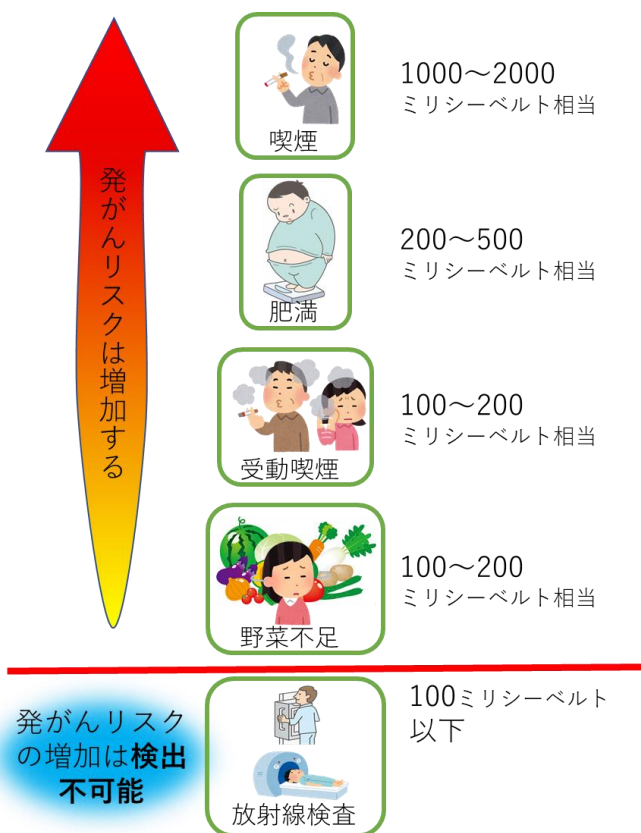 発がんリスクは増加する
喫煙
1000～2000
ミリシーベルト相当
肥満
200～500
ミリシーベルト相当
受動喫煙
100～200
ミリシーベルト相当
野菜不足
100～200
ミリシーベルト相当
発がんリスク
の増加は検出
不可能
放射線検査
100ミリシーベルト
以下